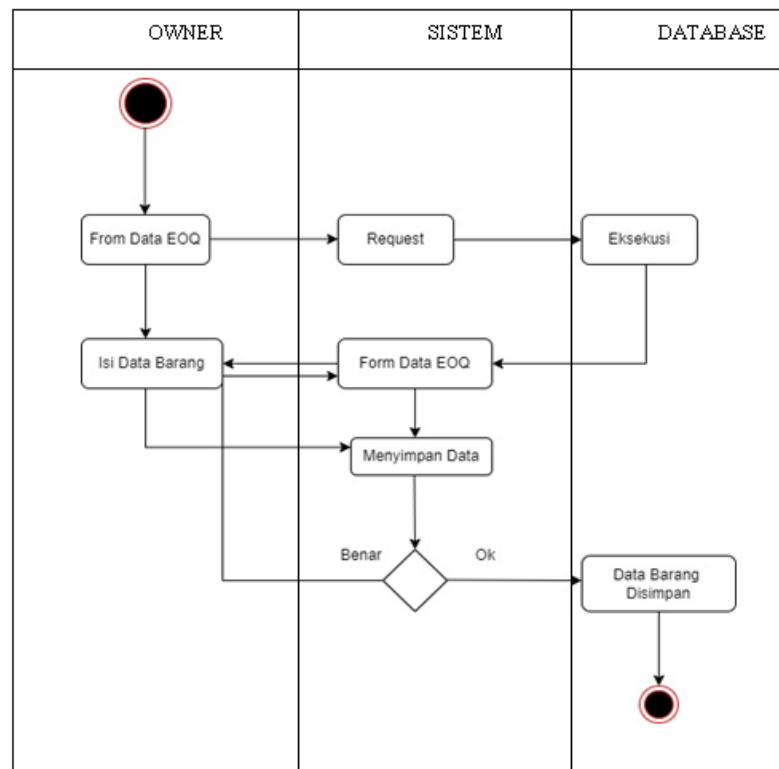 OWNER
SISTEM
DATABASE
From Data EOQ
Request
Eksekusi
Isi Data Barang
Form Data EOQ
Menyimpan Data
Benar
Ok
Data Barang
Disimpan